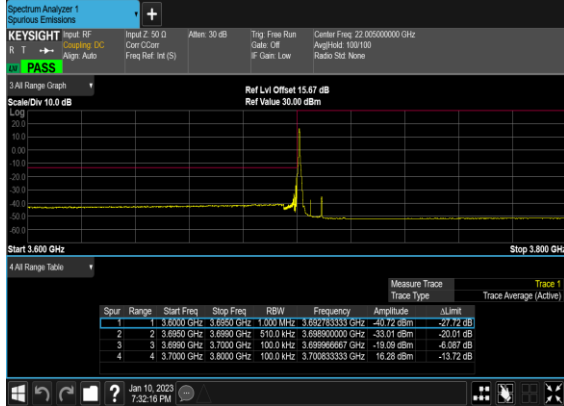 Spectrum Analyzer 1
Spurious Emissions
+
KEYSIGHT Input: RF Input Z: 50 Ω Atten: 30 dB Trig: Free Run Center Freq: 22.005000000 GHz
R T Coupling: DC Corr CCorr Gate: Off Avg|Hold: 100/100
Align: Auto Freq Ref: Int (S) IF Gain: Low Radio Std: None
LXI PASS
3 All Range Graph
Ref Lvl Offset 15.67 dB
Scale/Div 10.0 dB Ref Value 30.00 dBm
Log
20.0
10.0
0.00
-10.0
-20.0
-30.0
-40.0
-50.0
-60.0
Start 3.600 GHz Stop 3.800 GHz
4 All Range Table
Measure Trace Trace 1
Trace Type Trace Average (Active)
Spur Range Start Freq Stop Freq RBW Frequency Amplitude ΔLimit
1 1 3.6000 GHz 3.6950 GHz 1.000 MHz 3.692783333 GHz -40.72 dBm -27.72 dB
2 2 3.6950 GHz 3.6990 GHz 510.0 kHz 3.698900000 GHz -33.01 dBm -20.01 dB
3 3 3.6990 GHz 3.7000 GHz 100.0 kHz 3.699966667 GHz -19.09 dBm -6.087 dB
4 4 3.7000 GHz 3.8000 GHz 100.0 kHz 3.700833333 GHz 16.28 dBm -13.72 dB
? Jan 10, 2023
7:32:16 PM